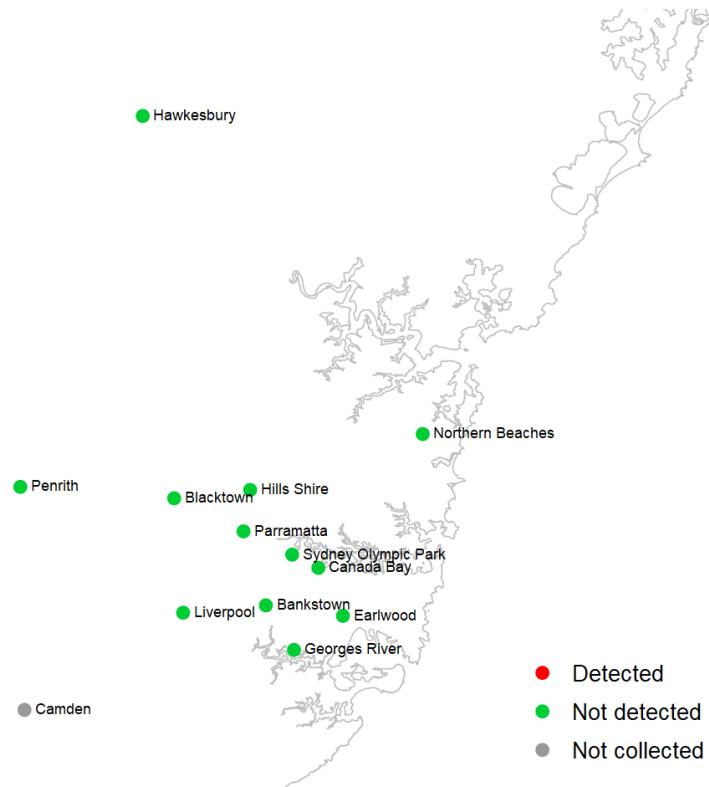 Hawkesbury
Northern Beaches
Penrith
Hills Shire
Blacktown
Parramatta
Sydney Olympic Park
Canada Bay
Bankstown
Liverpool
Earlwood
Georges River
Camden
Detected
Not detected
Not collected